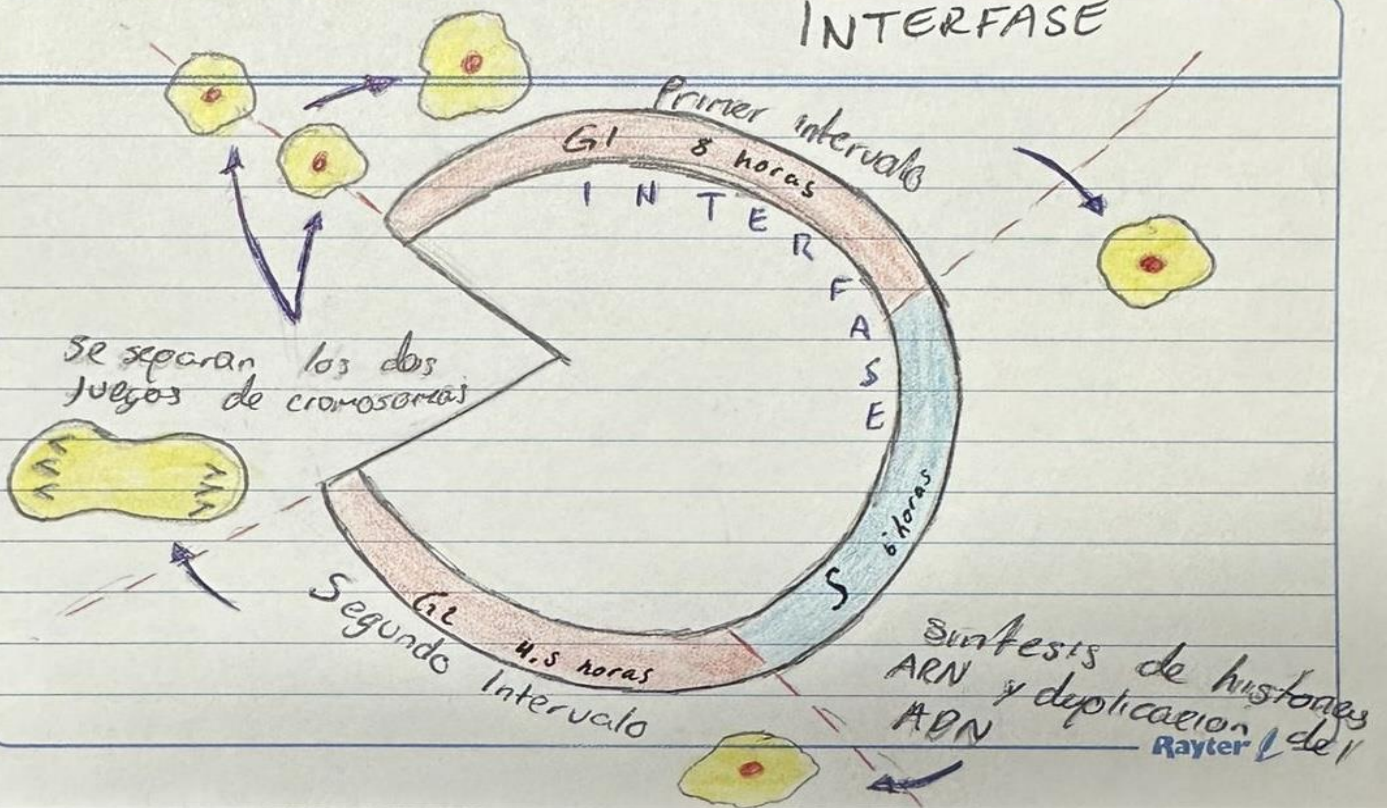 INTERFASE
Primer intervalo
G1 8 horas
INTERFASE
se separan los dos
juegos de cromosomas
S 6 horas
G2 4.5 horas
Segundo Intervalo
Sintesis de histonas
ARN y duplicacion del
ADN
Rayter